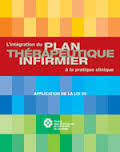 L'intégration du PLAN
THÉRAPEUTIQUE
INFIRMIER
à la pratique clinique
APPLICATION DE LA LOI 90